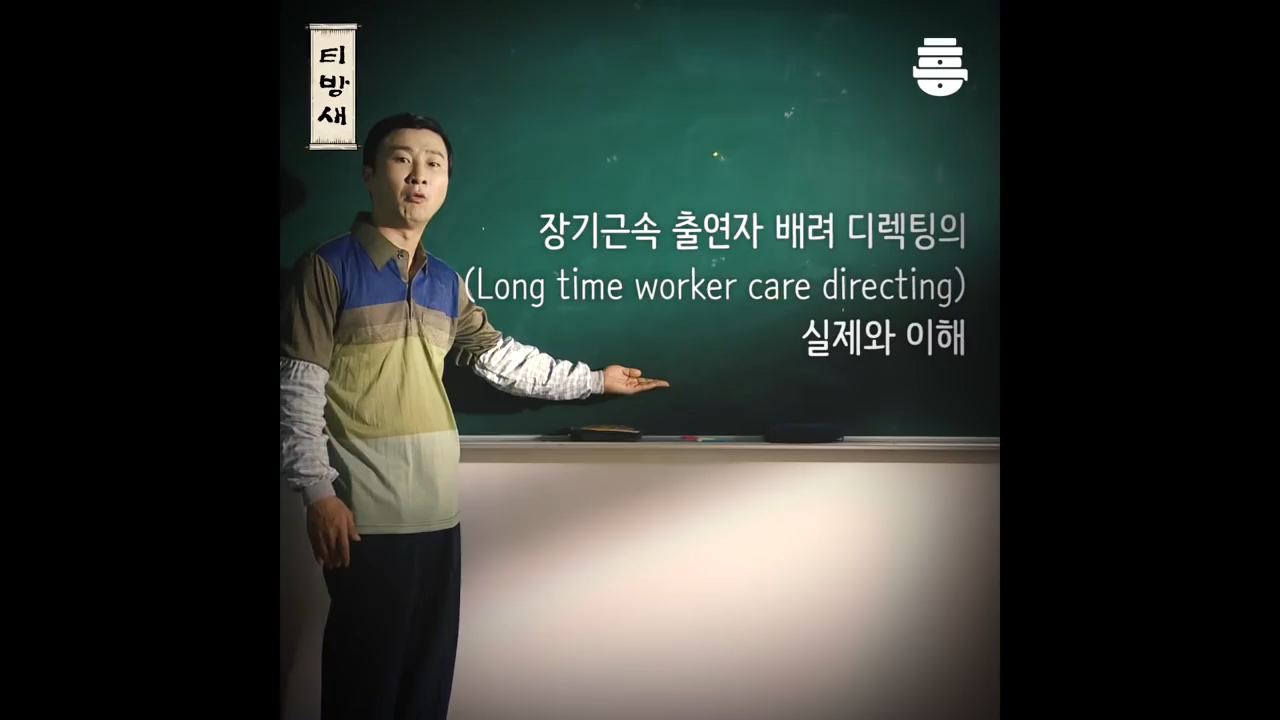 티
방
새
장기근속 출연자 배려 디렉팅의
(Long time worker care directing)
실제와 이해